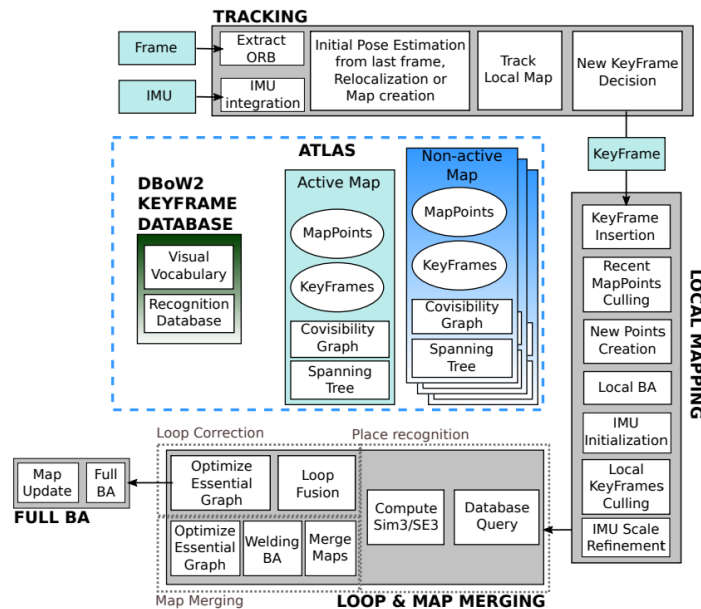 TRACKING
Frame
IMU
Extract
ORB
IMU
integration
Initial Pose Estimation
from last frame,
Relocalization or
Map creation
Track
Local Map
New KeyFrame
Decision
KeyFrame
ATLAS
DBoW2
KEYFRAME
DATABASE
Visual
Vocabulary
Recognition
Database
Active Map
MapPoints
KeyFrames
Covisibility
Graph
Spanning
Tree
Non-active
Map
MapPoints
KeyFrames
Covisibility
Graph
Spanning
Tree
LOCAL MAPPING
KeyFrame
Insertion
Recent
MapPoints
Culling
New Points
Creation
Local BA
IMU
Initialization
Local
KeyFrames
Culling
IMU Scale
Refinement
Loop Correction
Place recognition
Optimize
Essential
Graph
Loop
Fusion
Compute
Sim3/SE3
Database
Query
Optimize
Essential
Graph
Welding
BA
Merge
Maps
Map Merging
LOOP & MAP MERGING
Map
Update
Full
BA
FULL BA